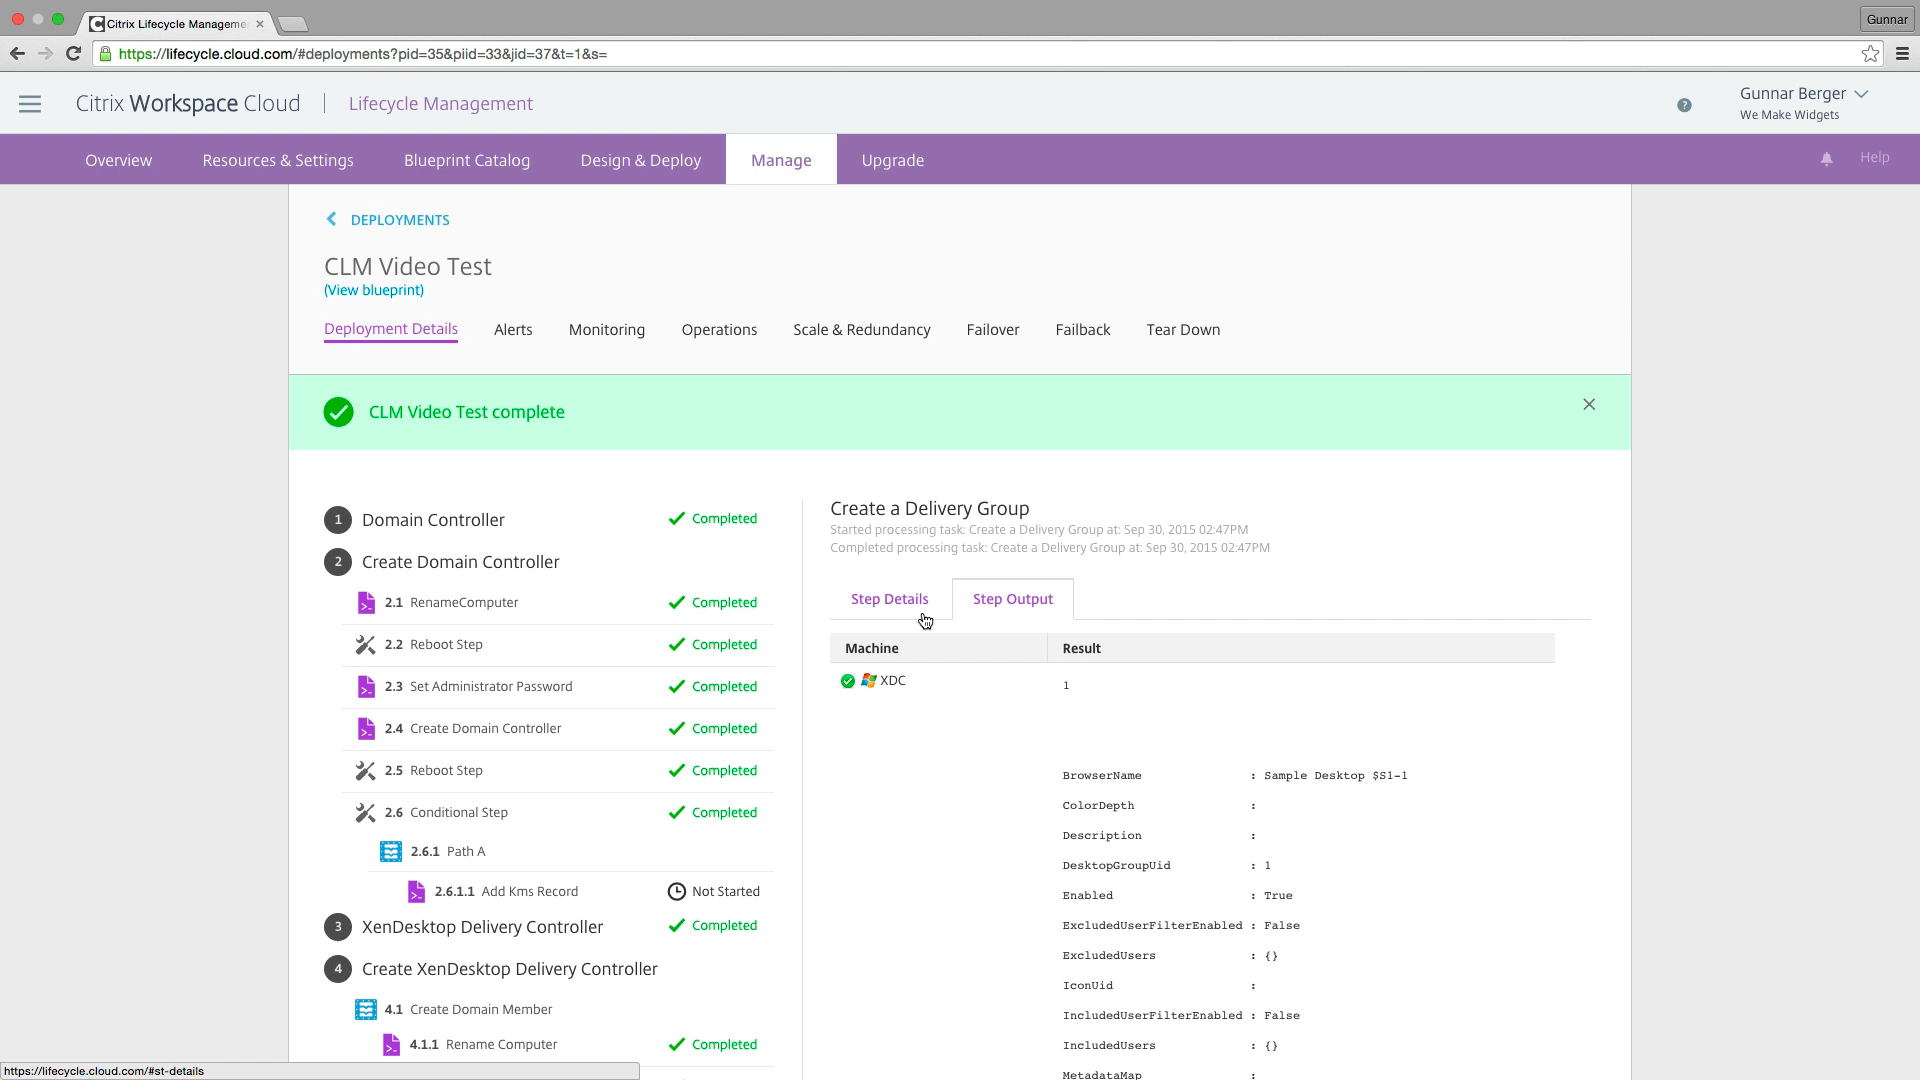 Citrix Lifecycle Manageme
Gunnar
https://lifecycle.cloud.com/#deployments?pid=35&piid=33&jid=37&t=1&s=
Citrix Workspace Cloud
Lifecycle Management
?
Gunnar Berger
We Make Widgets
Overview
Resources & Settings
Blueprint Catalog
Design & Deploy
Manage
Upgrade
Help
DEPLOYMENTS
CLM Video Test
(View blueprint)
Deployment Details
Alerts
Monitoring
Operations
Scale & Redundancy
Failover
Failback
Tear Down
CLM Video Test complete
1 Domain Controller Completed
2 Create Domain Controller
2.1 RenameComputer Completed
2.2 Reboot Step Completed
2.3 Set Administrator Password Completed
2.4 Create Domain Controller Completed
2.5 Reboot Step Completed
2.6 Conditional Step Completed
2.6.1 Path A
2.6.1.1 Add Kms Record Not Started
3 XenDesktop Delivery Controller Completed
4 Create XenDesktop Delivery Controller
4.1 Create Domain Member
4.1.1 Rename Computer Completed
Create a Delivery Group
Started processing task: Create a Delivery Group at: Sep 30, 2015 02:47PM
Completed processing task: Create a Delivery Group at: Sep 30, 2015 02:47PM
Step Details
Step Output
Machine Result
XDC 1
BrowserName : Sample Desktop $S1-1
ColorDepth :
Description :
DesktopGroupUid : 1
Enabled : True
ExcludedUserFilterEnabled : False
ExcludedUsers : {}
IconUid :
IncludedUserFilterEnabled : False
IncludedUsers : {}
MetadataMap :
https://lifecycle.cloud.com/#st-details